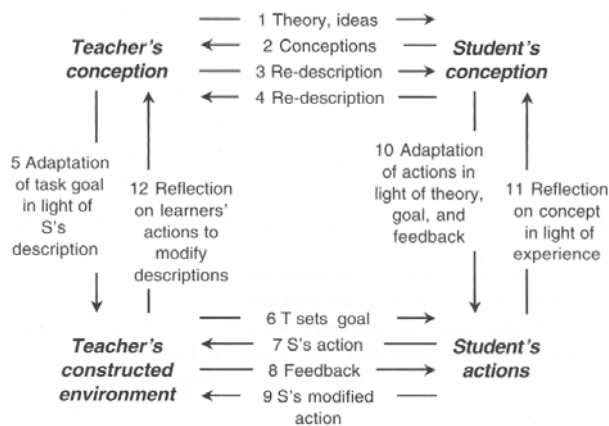 1 Theory, ideas
Teacher's
conception
2 Conceptions
Student's
conception
3 Re-description
4 Re-description
5 Adaptation
of task goal
in light of
S's
description
12 Reflection
on learners'
actions to
modify
descriptions
10 Adaptation
of actions in
light of theory,
goal, and
feedback
11 Reflection
on concept
in light of
experience
6 T sets goal
Teacher's
constructed
environment
7 S's action
8 Feedback
Student's
actions
9 S's modified
action